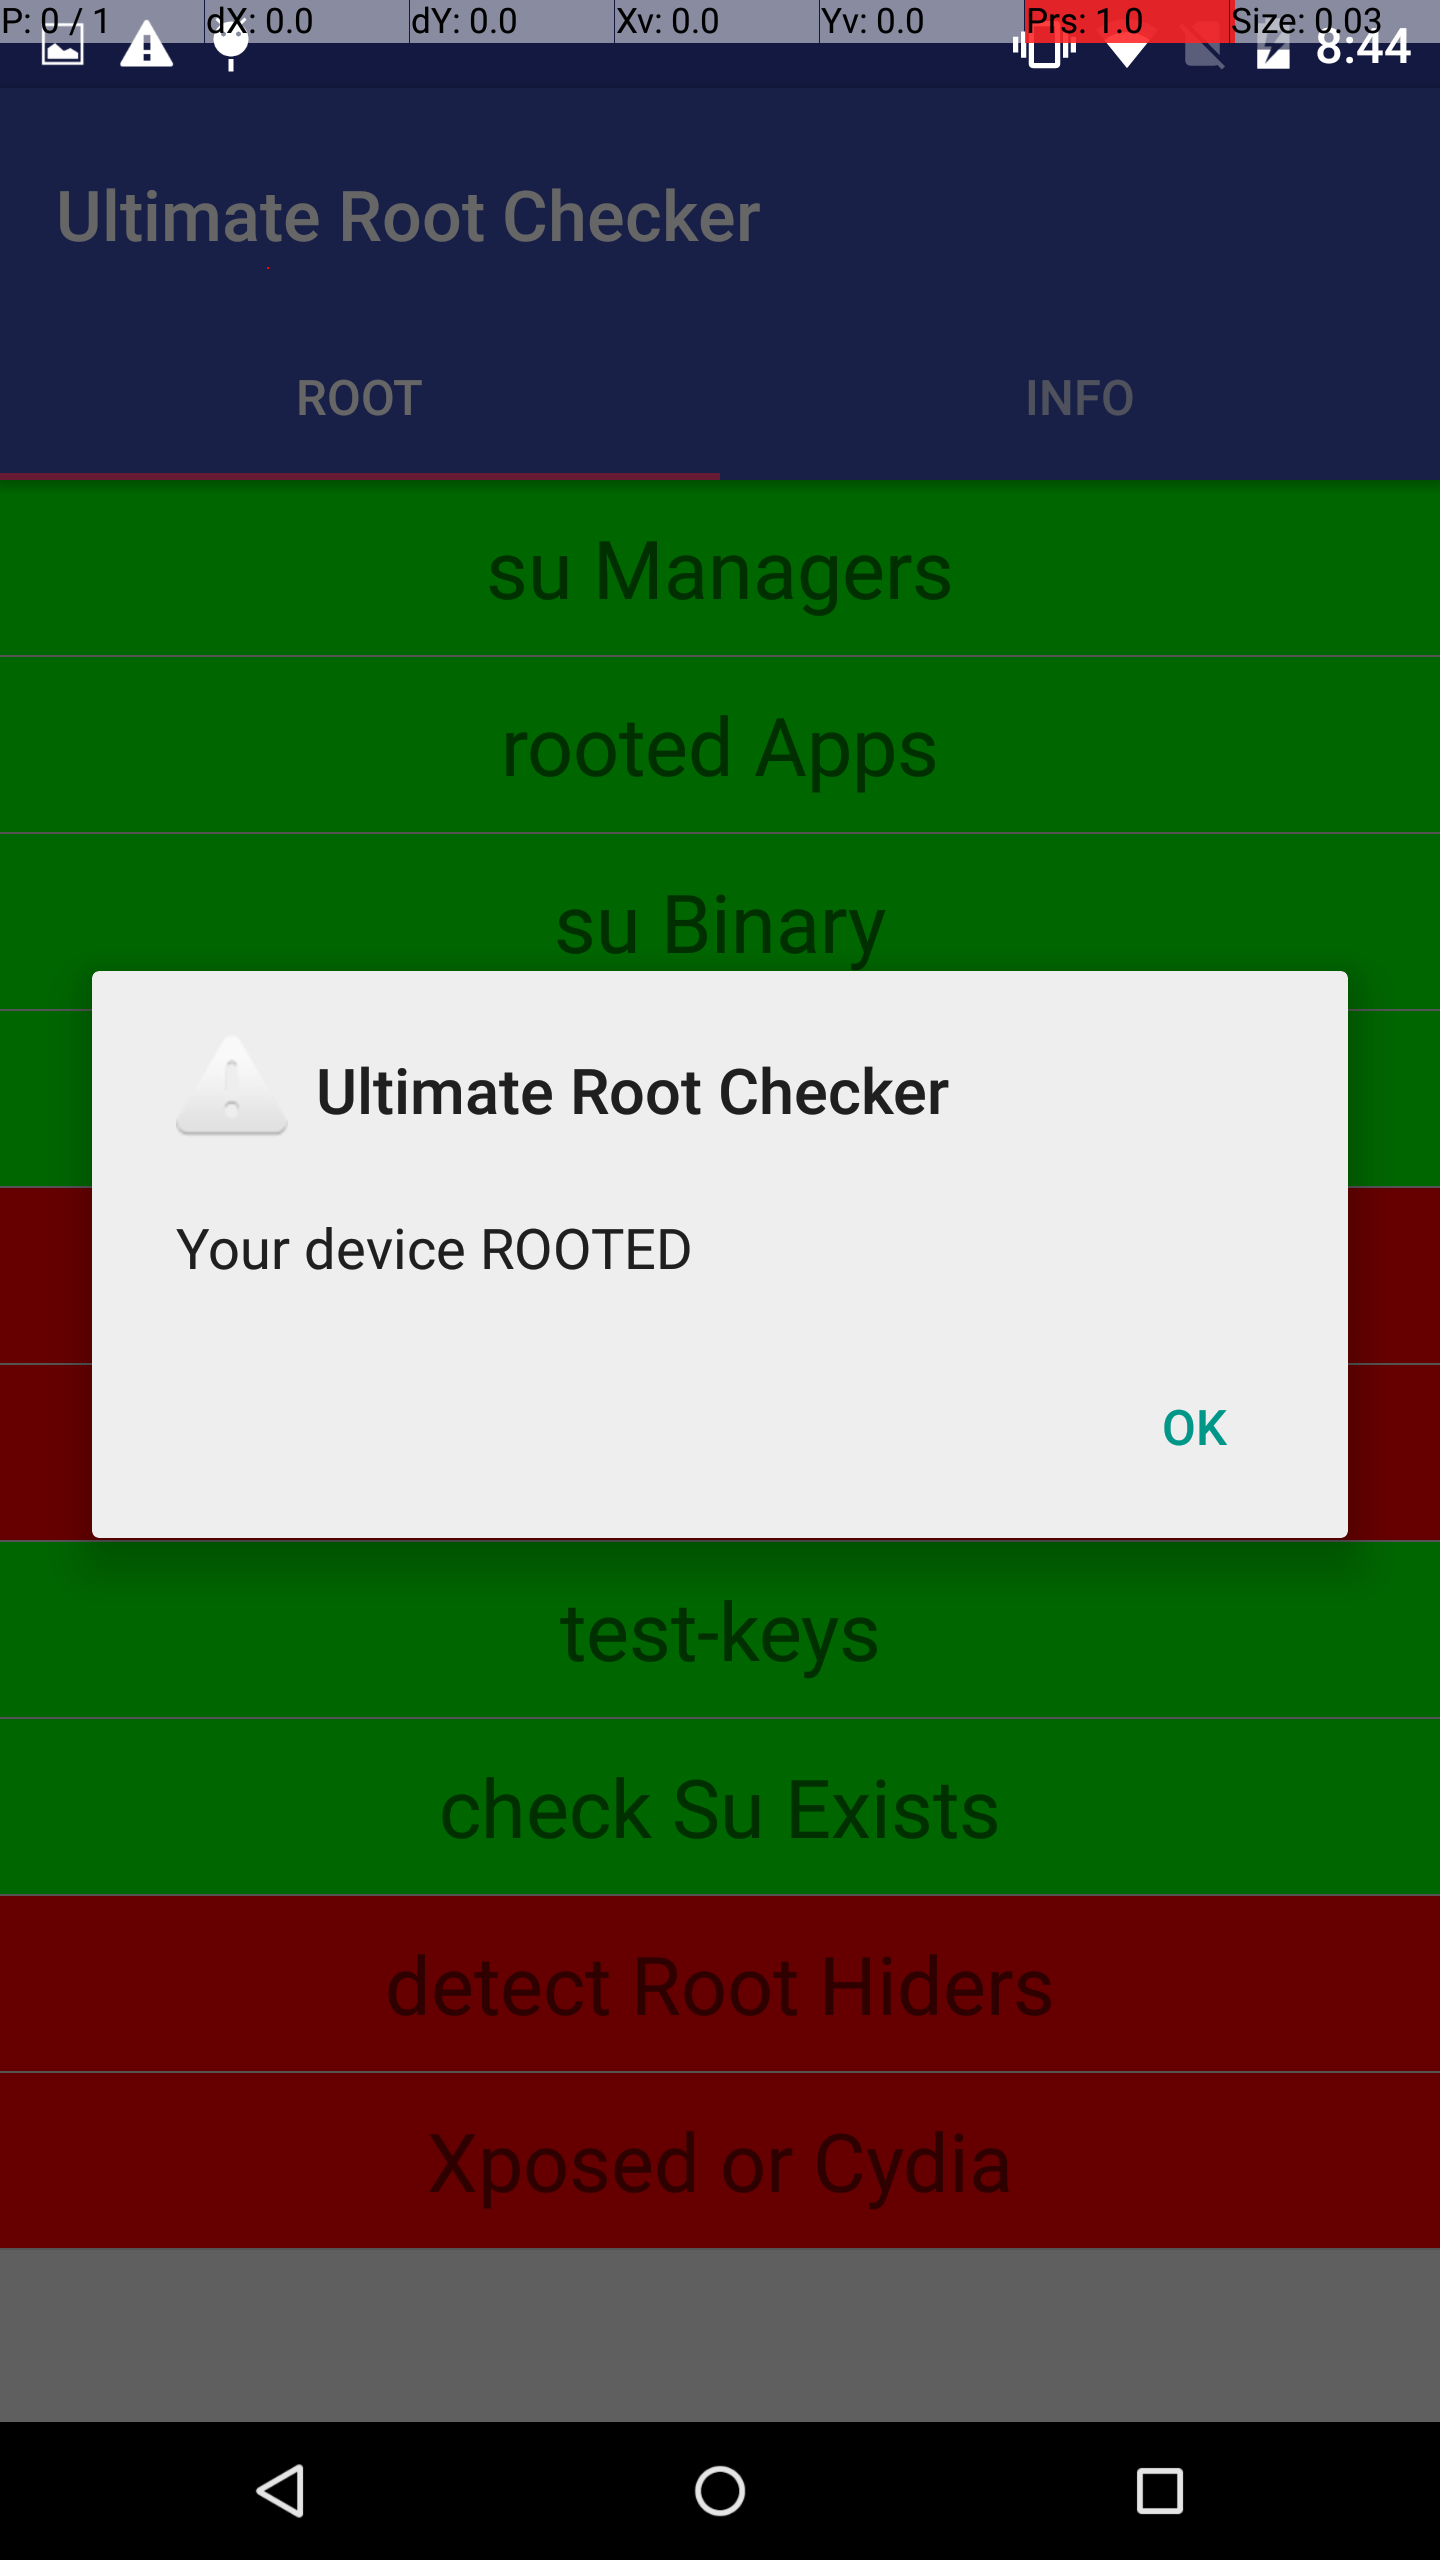 P: 0 / 1 dX: 0.0 dY: 0.0 Xv: 0.0 Yv: 0.0 Prs: 1.0 Size: 0.03
8:44
Ultimate Root Checker
ROOT INFO
su Managers
rooted Apps
su Binary
Ultimate Root Checker
Your device ROOTED
OK
test-keys
check Su Exists
detect Root Hiders
Xposed or Cydia